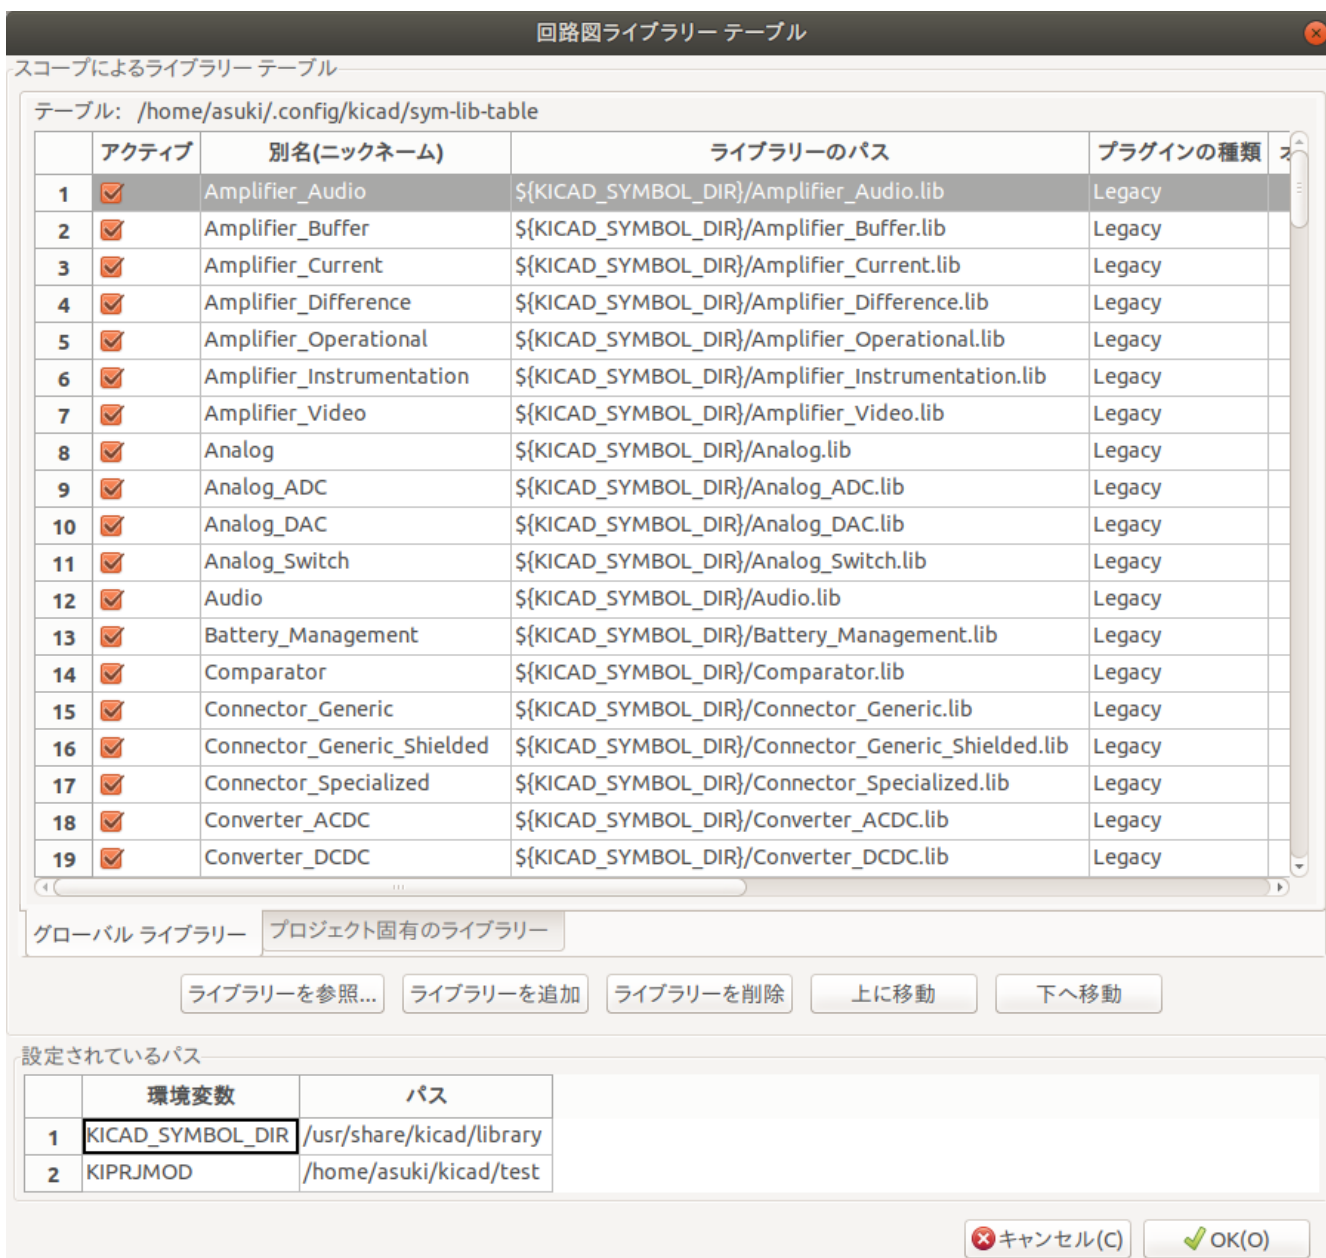 回路図ライブラリー テーブル
スコープによるライブラリー テーブル
テーブル: /home/asuki/.config/kicad/sym-lib-table
アクティブ 別名(ニックネーム) ライブラリーのパス プラグインの種類
1 Amplifier_Audio ${KICAD_SYMBOL_DIR}/Amplifier_Audio.lib Legacy
2 Amplifier_Buffer ${KICAD_SYMBOL_DIR}/Amplifier_Buffer.lib Legacy
3 Amplifier_Current ${KICAD_SYMBOL_DIR}/Amplifier_Current.lib Legacy
4 Amplifier_Difference ${KICAD_SYMBOL_DIR}/Amplifier_Difference.lib Legacy
5 Amplifier_Operational ${KICAD_SYMBOL_DIR}/Amplifier_Operational.lib Legacy
6 Amplifier_Instrumentation ${KICAD_SYMBOL_DIR}/Amplifier_Instrumentation.lib Legacy
7 Amplifier_Video ${KICAD_SYMBOL_DIR}/Amplifier_Video.lib Legacy
8 Analog ${KICAD_SYMBOL_DIR}/Analog.lib Legacy
9 Analog_ADC ${KICAD_SYMBOL_DIR}/Analog_ADC.lib Legacy
10 Analog_DAC ${KICAD_SYMBOL_DIR}/Analog_DAC.lib Legacy
11 Analog_Switch ${KICAD_SYMBOL_DIR}/Analog_Switch.lib Legacy
12 Audio ${KICAD_SYMBOL_DIR}/Audio.lib Legacy
13 Battery_Management ${KICAD_SYMBOL_DIR}/Battery_Management.lib Legacy
14 Comparator ${KICAD_SYMBOL_DIR}/Comparator.lib Legacy
15 Connector_Generic ${KICAD_SYMBOL_DIR}/Connector_Generic.lib Legacy
16 Connector_Generic_Shielded ${KICAD_SYMBOL_DIR}/Connector_Generic_Shielded.lib Legacy
17 Connector_Specialized ${KICAD_SYMBOL_DIR}/Connector_Specialized.lib Legacy
18 Converter_ACDC ${KICAD_SYMBOL_DIR}/Converter_ACDC.lib Legacy
19 Converter_DCDC ${KICAD_SYMBOL_DIR}/Converter_DCDC.lib Legacy
グローバル ライブラリー プロジェクト固有のライブラリー
ライブラリーを参照... ライブラリーを追加 ライブラリーを削除 上に移動 下へ移動
設定されているパス
環境変数 パス
1 KICAD_SYMBOL_DIR /usr/share/kicad/library
2 KIPRJMOD /home/asuki/kicad/test
キャンセル(C) OK(O)